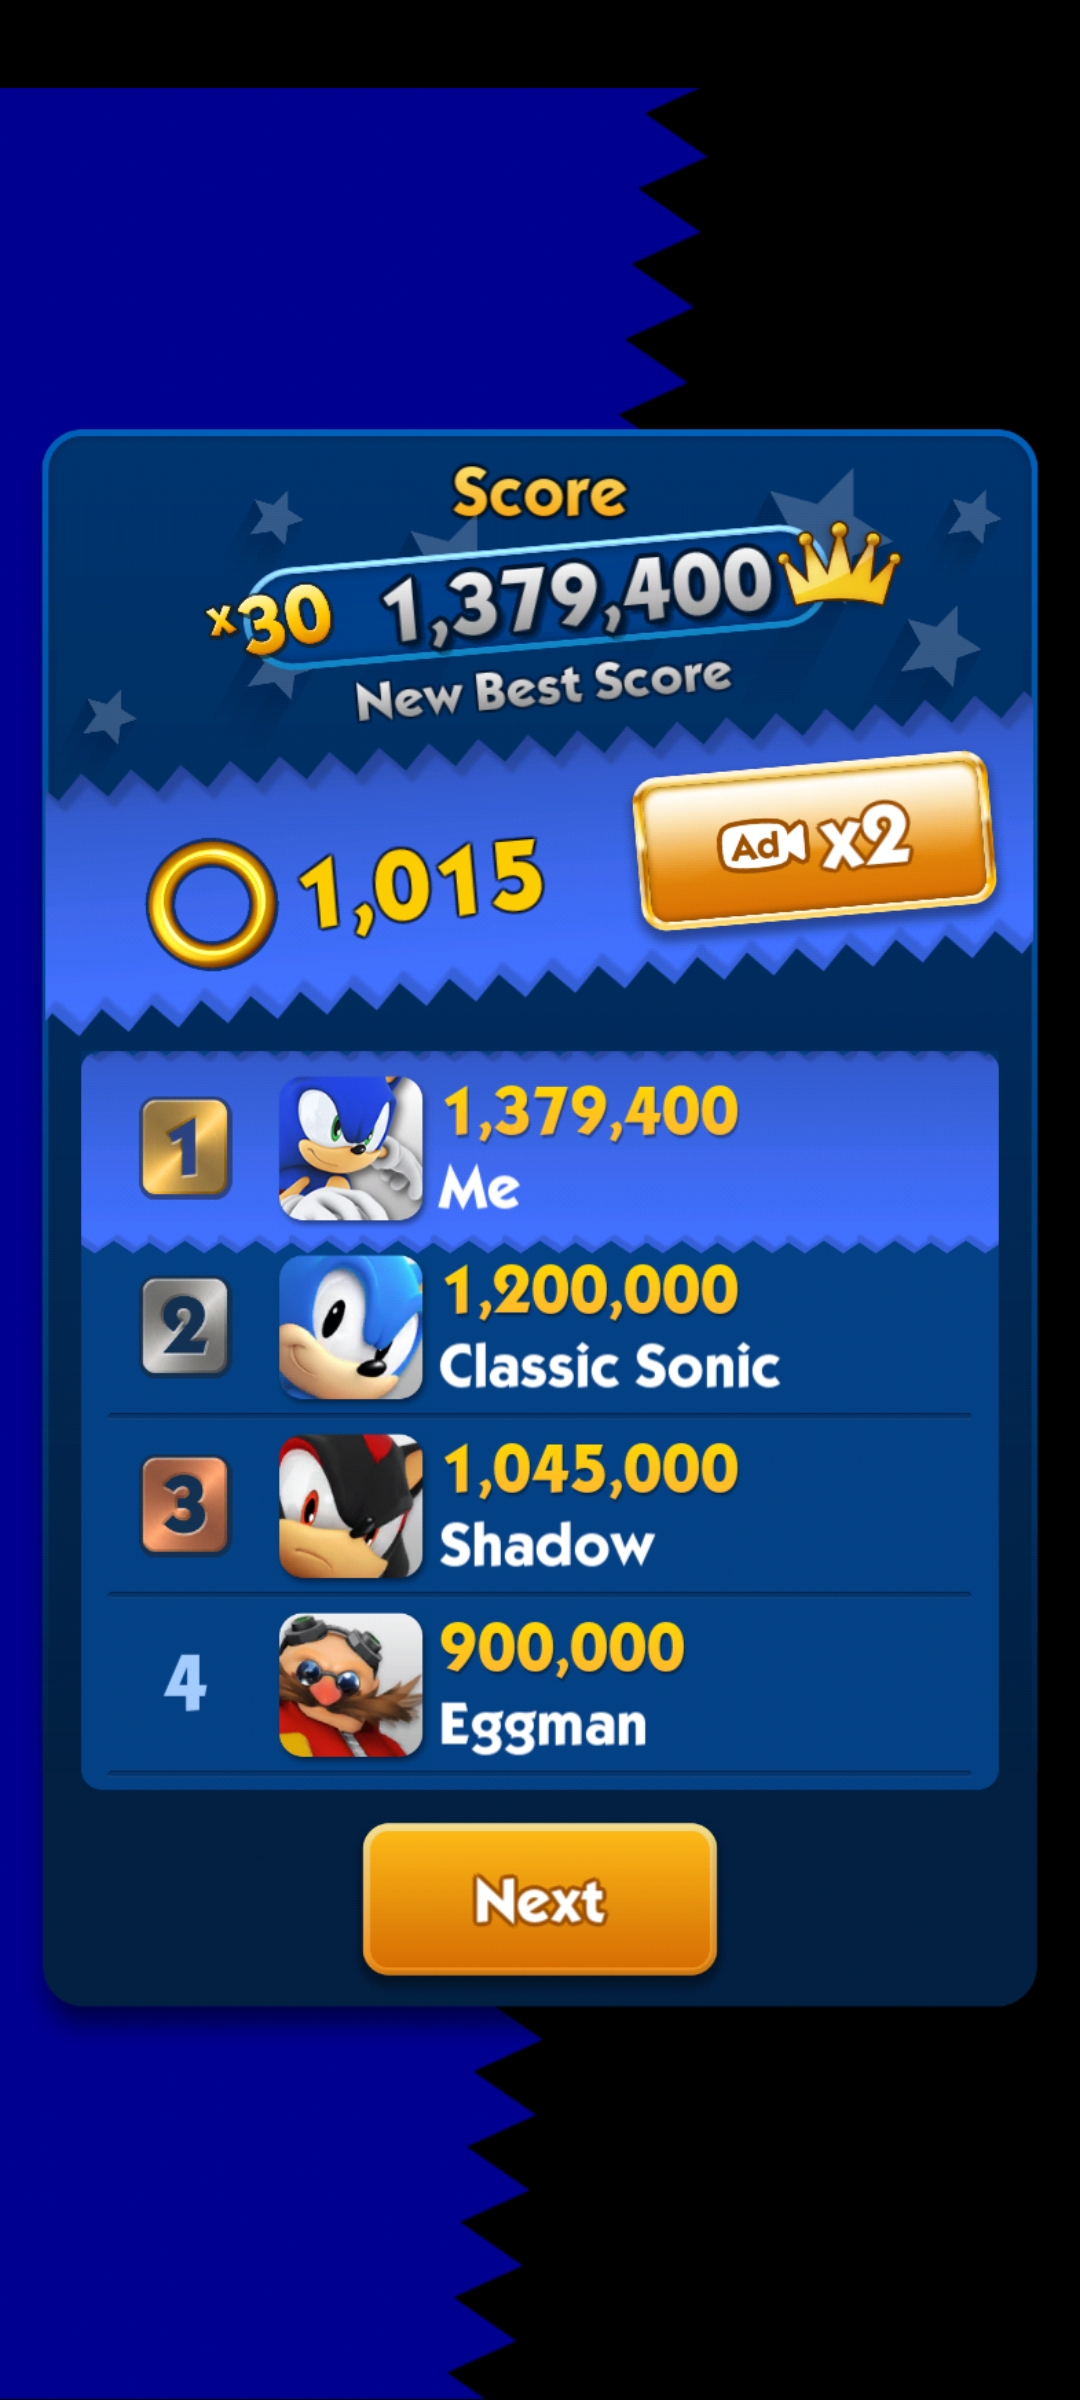 Score
x30 1,379,400
New Best Score
1,015
Ad x2
1
1,379,400
Me
2
1,200,000
Classic Sonic
3
1,045,000
Shadow
4
900,000
Eggman
Next